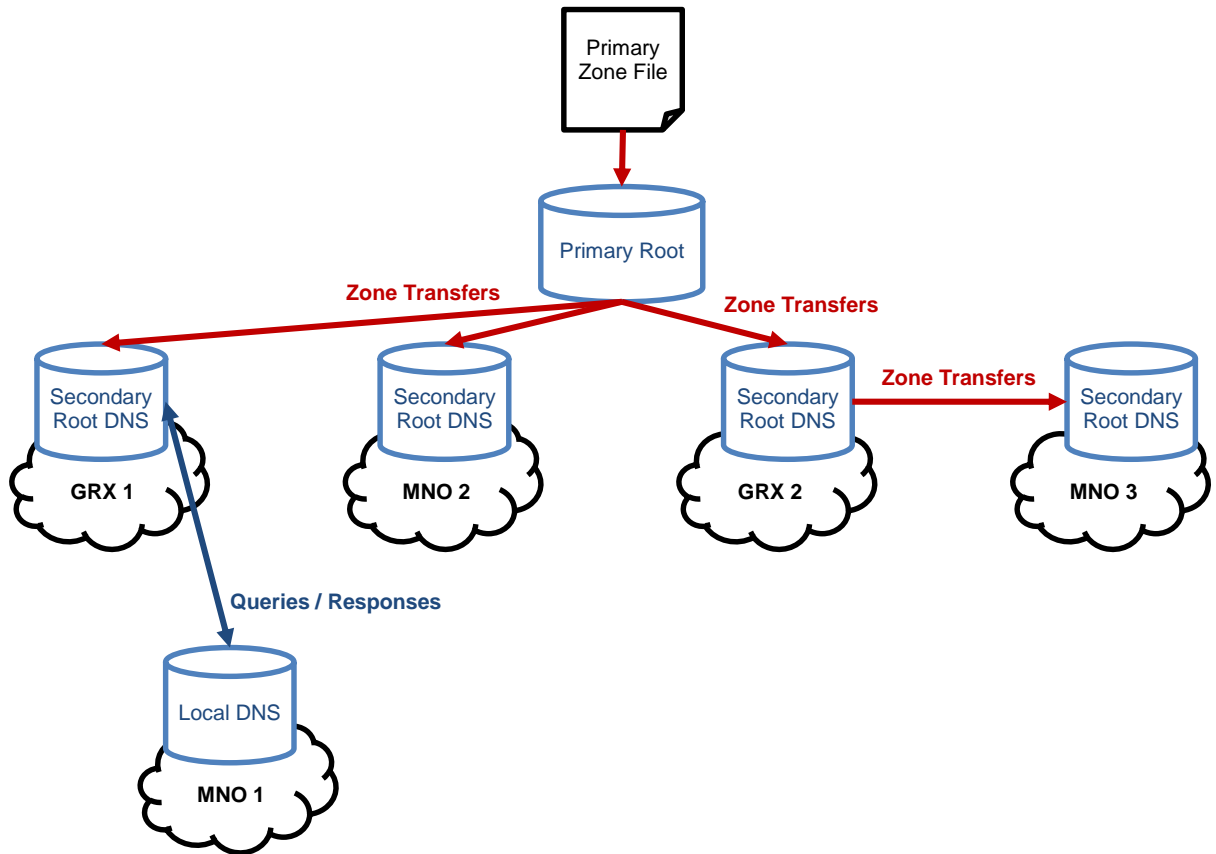 Primary
Zone File
Primary Root
Zone Transfers
Zone Transfers
Zone Transfers
Secondary
Root DNS
Secondary
Root DNS
Secondary
Root DNS
Secondary
Root DNS
GRX 1
MNO 2
GRX 2
MNO 3
Queries / Responses
Local DNS
MNO 1